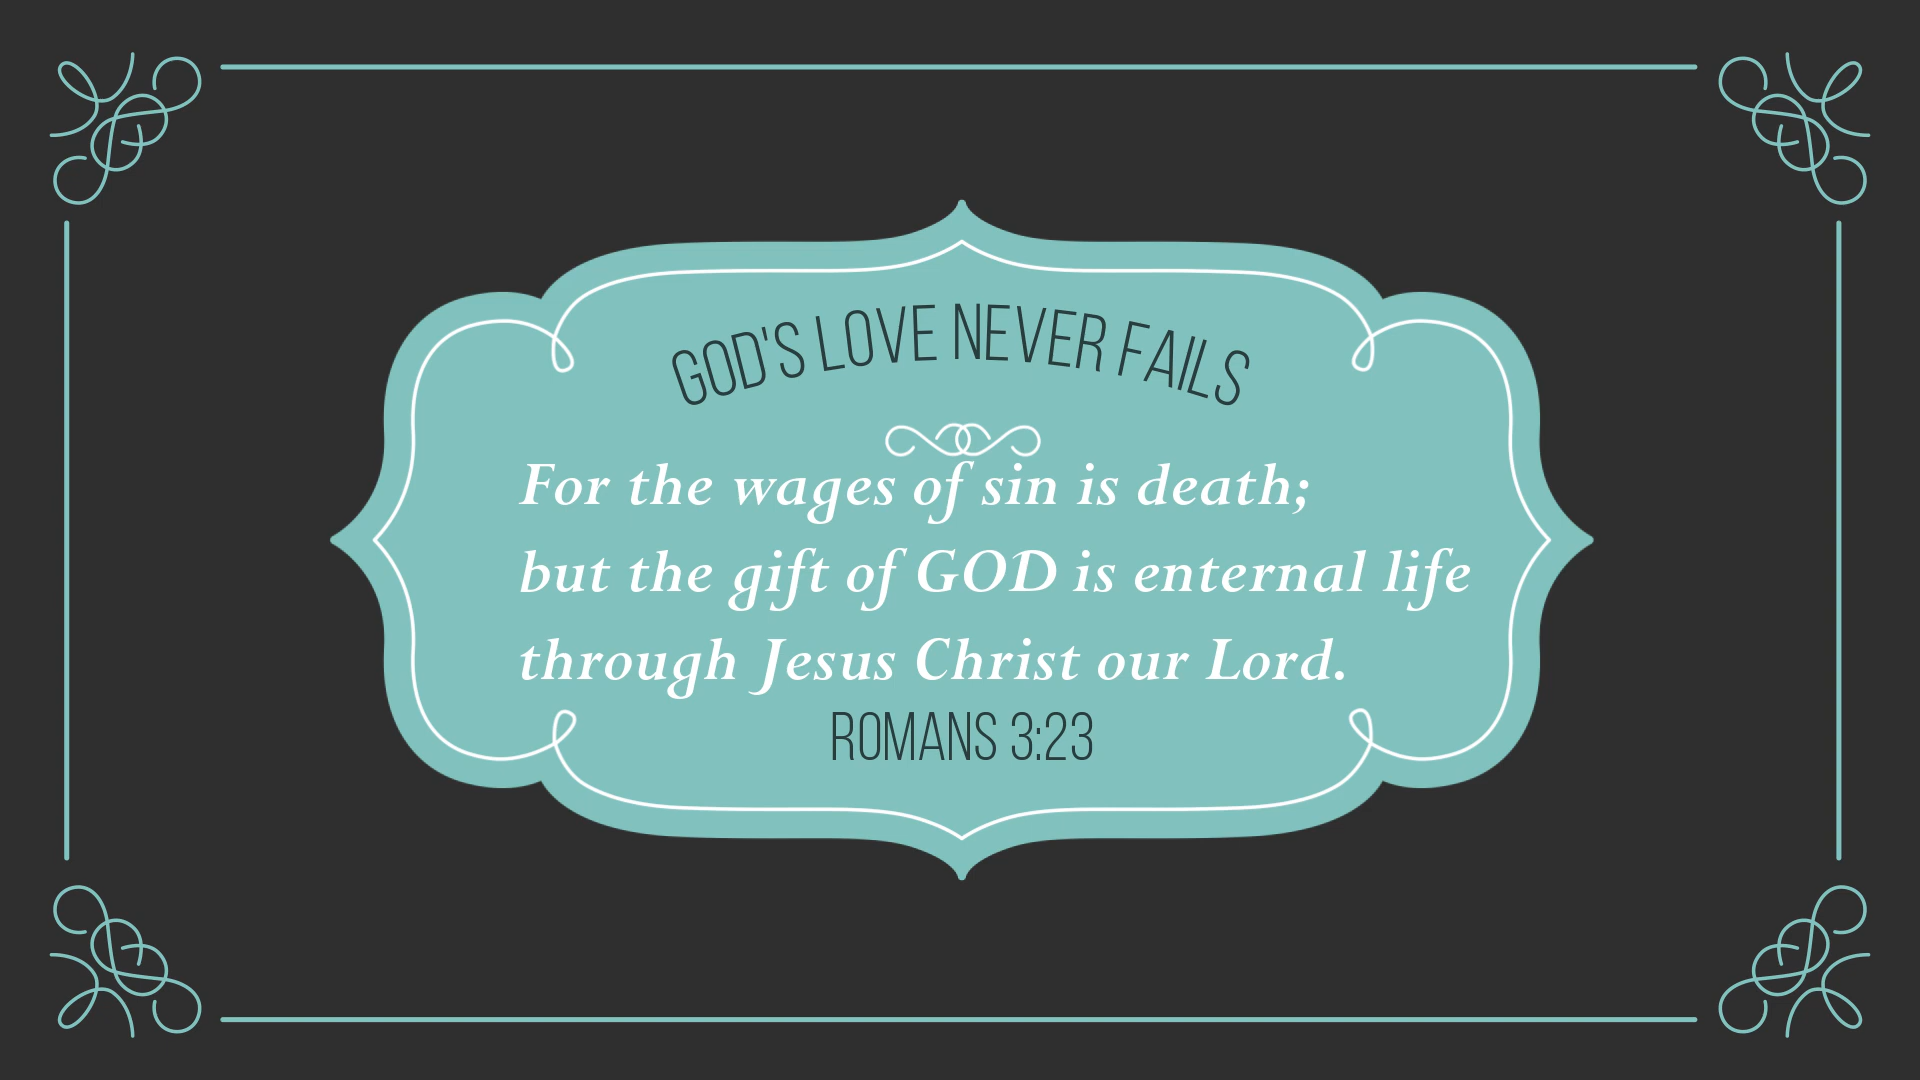 GOD'S LOVE NEVER FAILS
For the wages of sin is death;
but the gift of GOD is enternal life
through Jesus Christ our Lord.
ROMANS 3:23